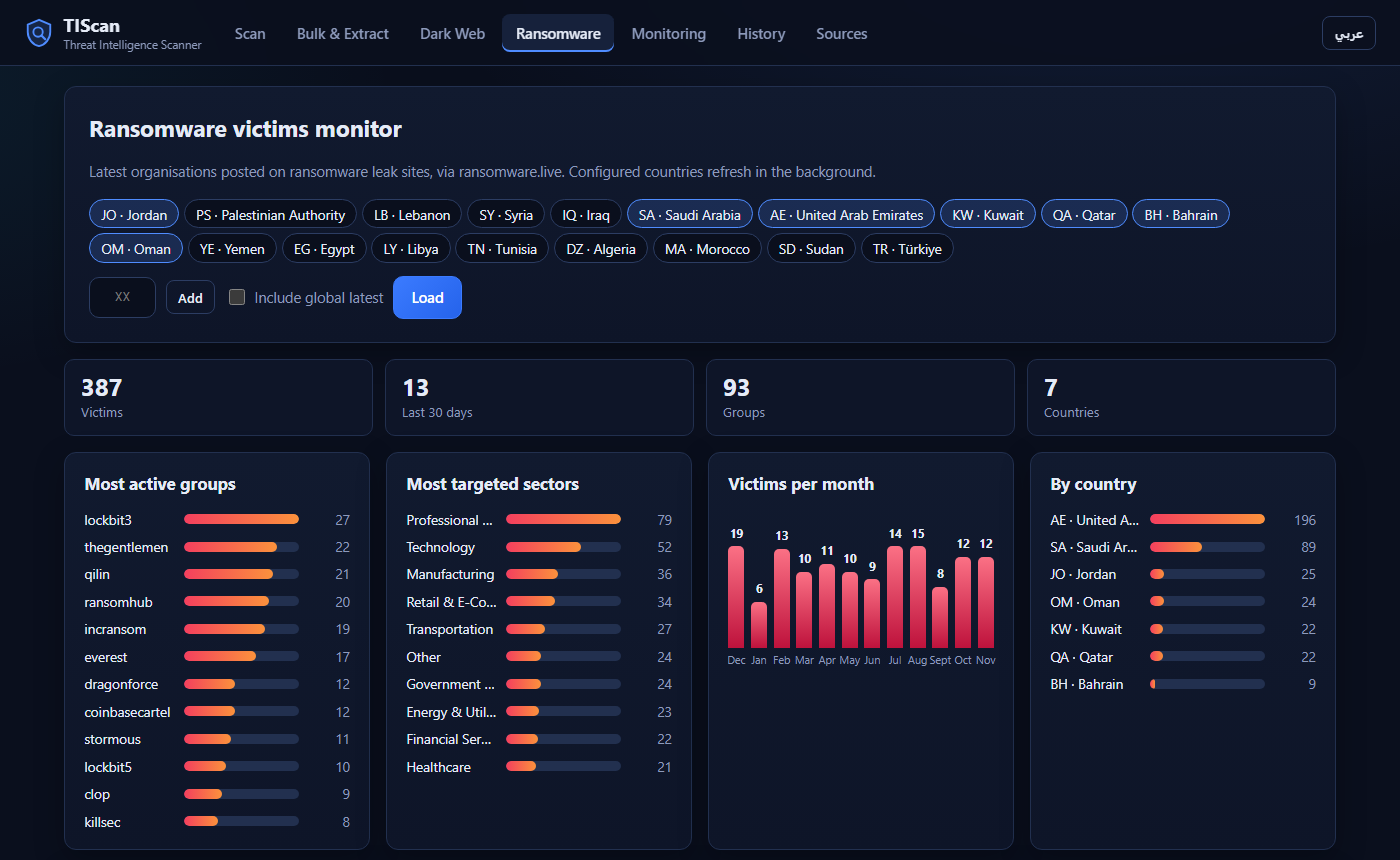 TIScan
Threat Intelligence Scanner
Scan
Bulk & Extract
Dark Web
Ransomware
Monitoring
History
Sources
عربي
Ransomware victims monitor
Latest organisations posted on ransomware leak sites, via ransomware.live. Configured countries refresh in the background.
JO · Jordan
PS · Palestinian Authority
LB · Lebanon
SY · Syria
IQ · Iraq
SA · Saudi Arabia
AE · United Arab Emirates
KW · Kuwait
QA · Qatar
BH · Bahrain
OM · Oman
YE · Yemen
EG · Egypt
LY · Libya
TN · Tunisia
DZ · Algeria
MA · Morocco
SD · Sudan
TR · Türkiye
XX
Add
Include global latest
Load
387
Victims
13
Last 30 days
93
Groups
7
Countries
Most active groups
lockbit3 27
thegentlemen 22
qilin 21
ransomhub 20
incransom 19
everest 17
dragonforce 12
coinbasecartel 12
stormous 11
lockbit5 10
clop 9
killsec 8
Most targeted sectors
Professional ... 79
Technology 52
Manufacturing 36
Retail & E-Co... 34
Transportation 27
Other 24
Government ... 24
Energy & Util... 23
Financial Ser... 22
Healthcare 21
Victims per month
19 6 13 10 11 10 9 14 15 8 12 12
Dec Jan Feb Mar Apr May Jun Jul Aug Sept Oct Nov
By country
AE · United A... 196
SA · Saudi Ar... 89
JO · Jordan 25
OM · Oman 24
KW · Kuwait 22
QA · Qatar 22
BH · Bahrain 9